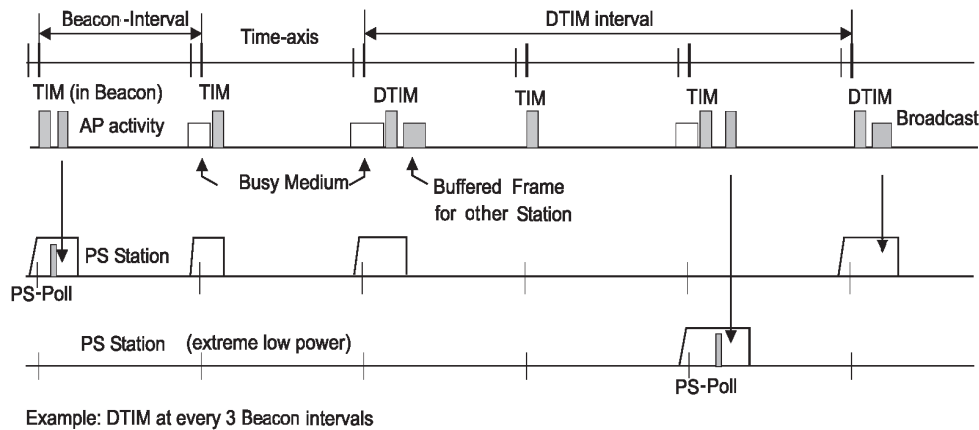 Beacon-Interval
DTIM interval
Time-axis
TIM (in Beacon)
TIM
DTIM
TIM
TIM
DTIM
AP activity
Broadcast
Busy Medium
Buffered Frame
for other Station
PS Station
PS-Poll
PS Station (extreme low power)
PS-Poll
Example: DTIM at every 3 Beacon intervals